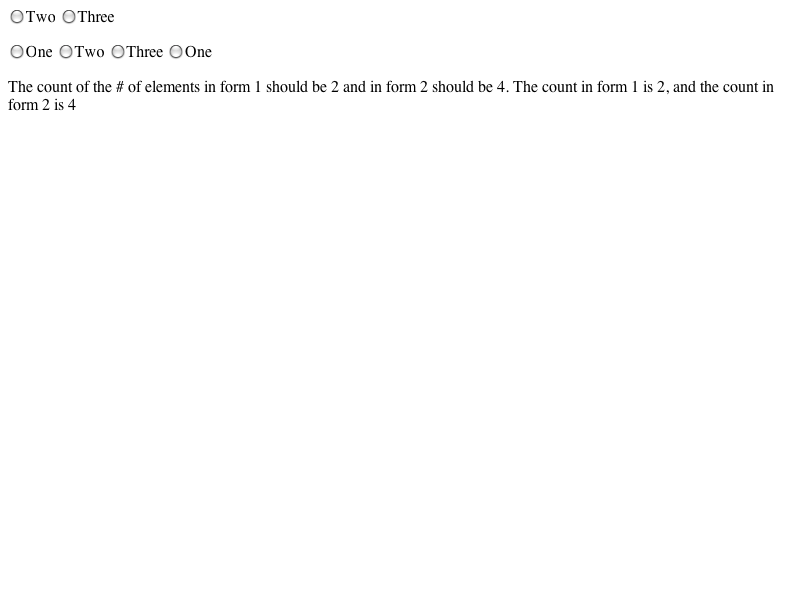 Two Three
One Two Three One
The count of the # of elements in form 1 should be 2 and in form 2 should be 4. The count in form 1 is 2, and the count in
form 2 is 4